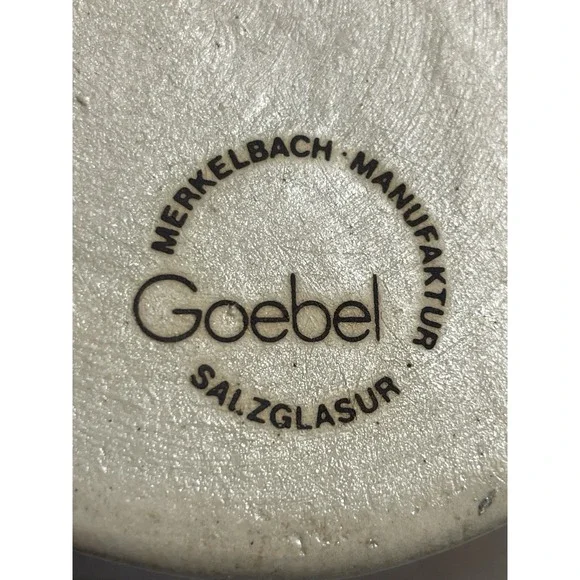 MERKELBACH · MANUFAKTUR
Goebel
SALZGLASUR